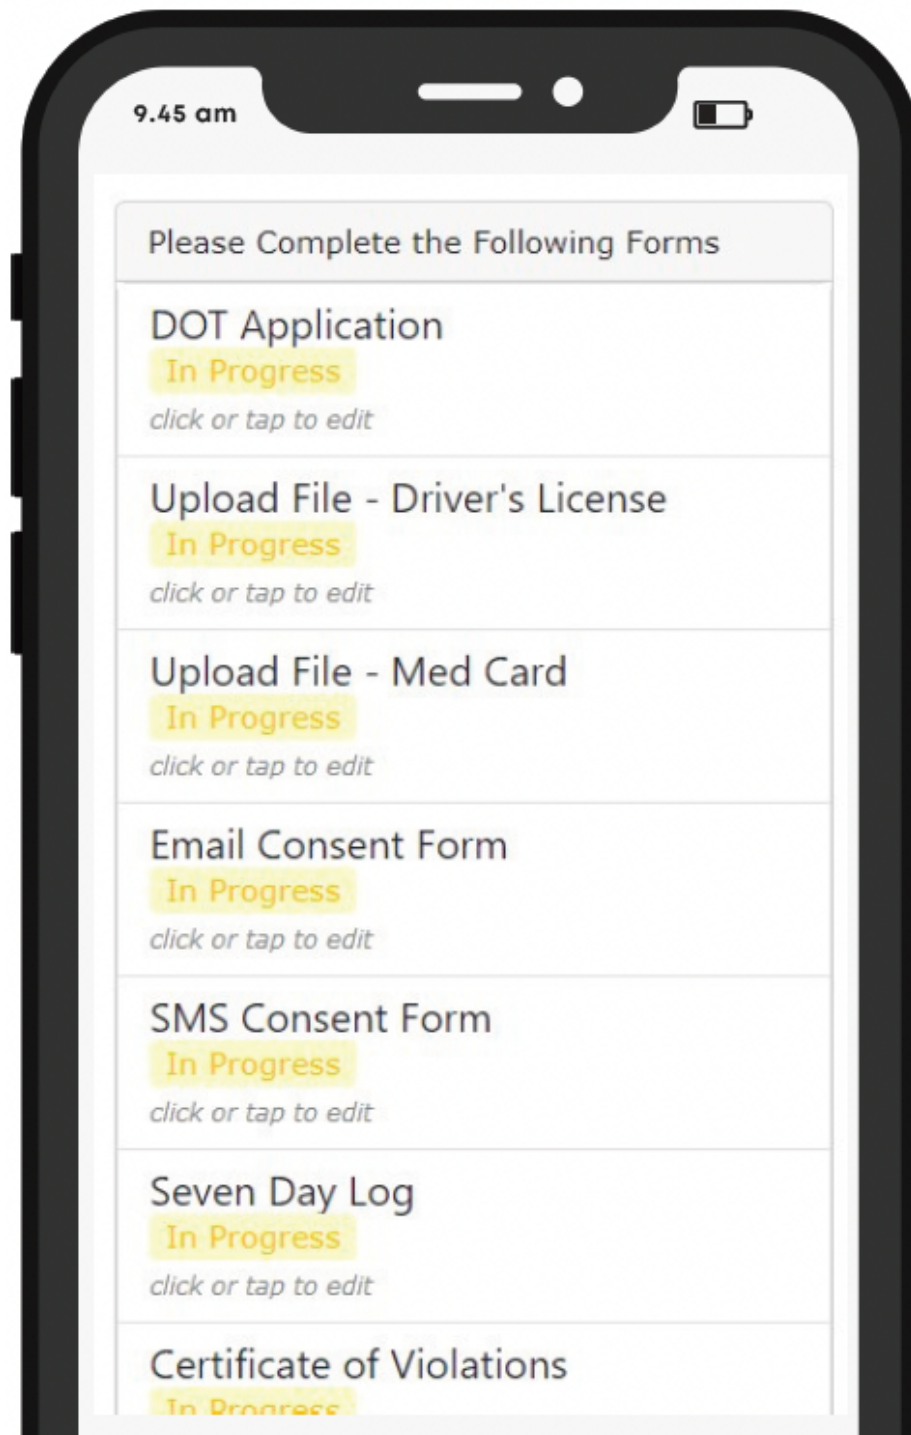 9.45 am
Please Complete the Following Forms
DOT Application
In Progress
click or tap to edit
Upload File - Driver's License
In Progress
click or tap to edit
Upload File - Med Card
In Progress
click or tap to edit
Email Consent Form
In Progress
click or tap to edit
SMS Consent Form
In Progress
click or tap to edit
Seven Day Log
In Progress
click or tap to edit
Certificate of Violations
In Progress